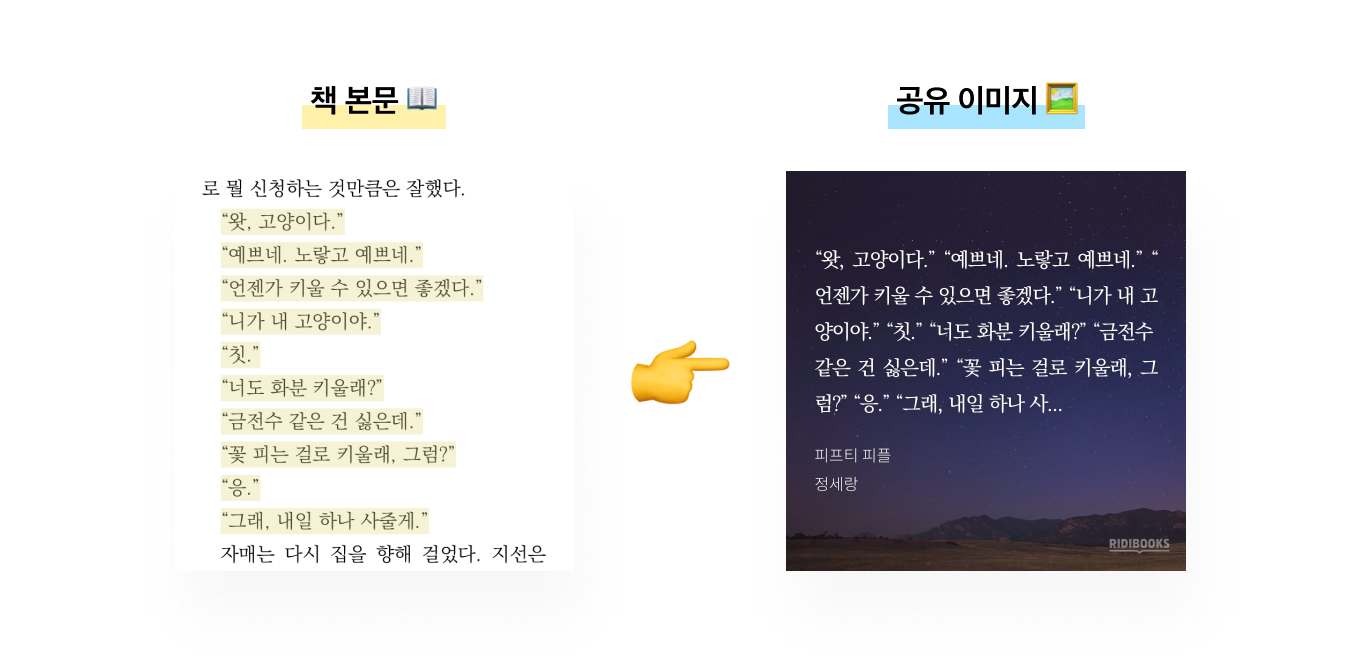 책 본문 📖
로 뭘 신청하는 것만큼은 잘했다.
“왓, 고양이다.”
“예쁘네. 노랗고 예쁘네.”
“언젠가 키울 수 있으면 좋겠다.”
“니가 내 고양이야.”
“칫.”
“너도 화분 키울래?”
“금전수 같은 건 싫은데.”
“꽃 피는 걸로 키울래, 그럼?”
“응.”
“그래, 내일 하나 사줄게.”
자매는 다시 집을 향해 걸었다. 지선은
공유 이미지 🖼️
“왓, 고양이다.” “예쁘네. 노랗고 예쁘네.” “
언젠가 키울 수 있으면 좋겠다.” “니가 내 고
양이야.” “칫.” “너도 화분 키울래?” “금전수
같은 건 싫은데.” “꽃 피는 걸로 키울래, 그
럼?” “응.” “그래, 내일 하나 사...
피프티 피플
정세랑
RIDIBOOKS